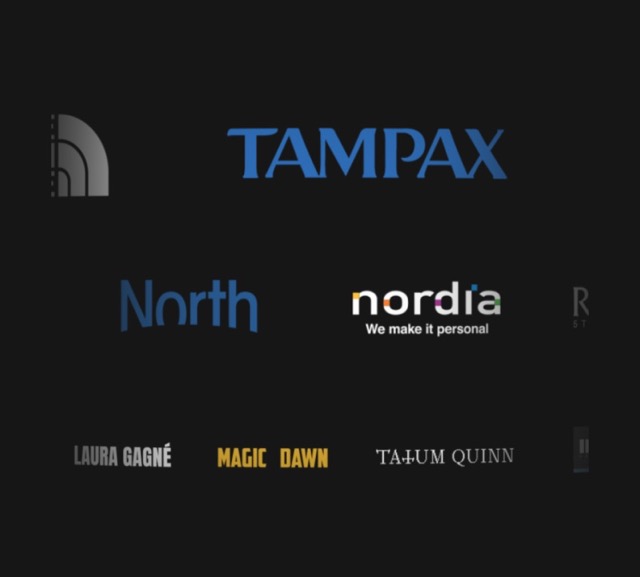 TAMPAX
North
nordia
We make it personal
LAURA GAGNÉ
MAGIC DAWN
TATUM QUINN